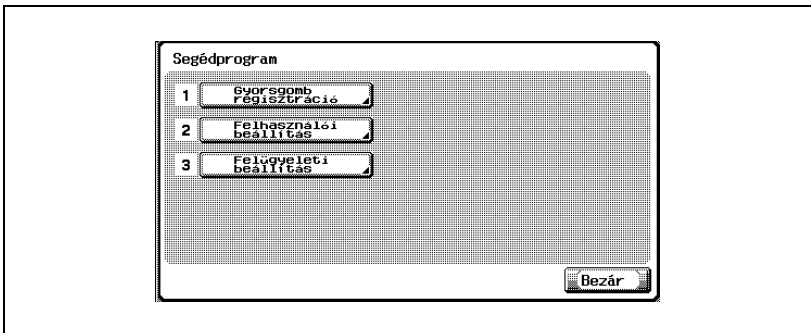 Segédprogram
1 Gyorsgomb
regisztráció
2 Felhasználói
beállítás
3 Felügyeleti
beállítás
Bezár